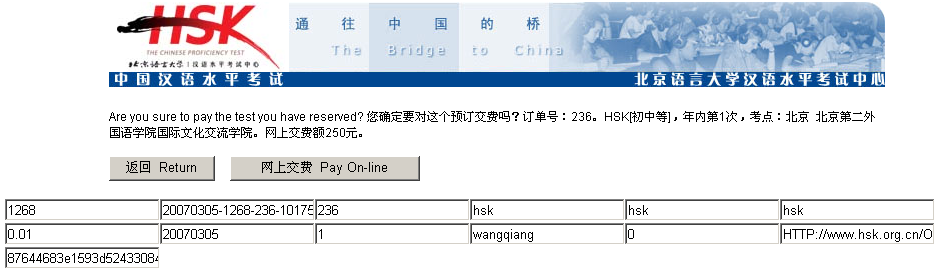 HSK
THE CHINESE PROFICIENCY TEST
北京语言大学 | 汉语水平考试中心
通往中国的桥
The Bridge to China
中国汉语水平考试
北京语言大学汉语水平考试中心
Are you sure to pay the test you have reserved? 您确定要对这个预订交费吗？订单号：236。HSK[初中等]，年内第1次，考点：北京 北京第二外
国语学院国际文化交流学院。网上交费额250元。
返回 Return 网上交费 Pay On-line
1268 20070305-1268-236-10175 236 hsk hsk hsk
0.01 20070305 1 wangqiang 0 HTTP://www.hsk.org.cn/O
87644683e1593d52433084